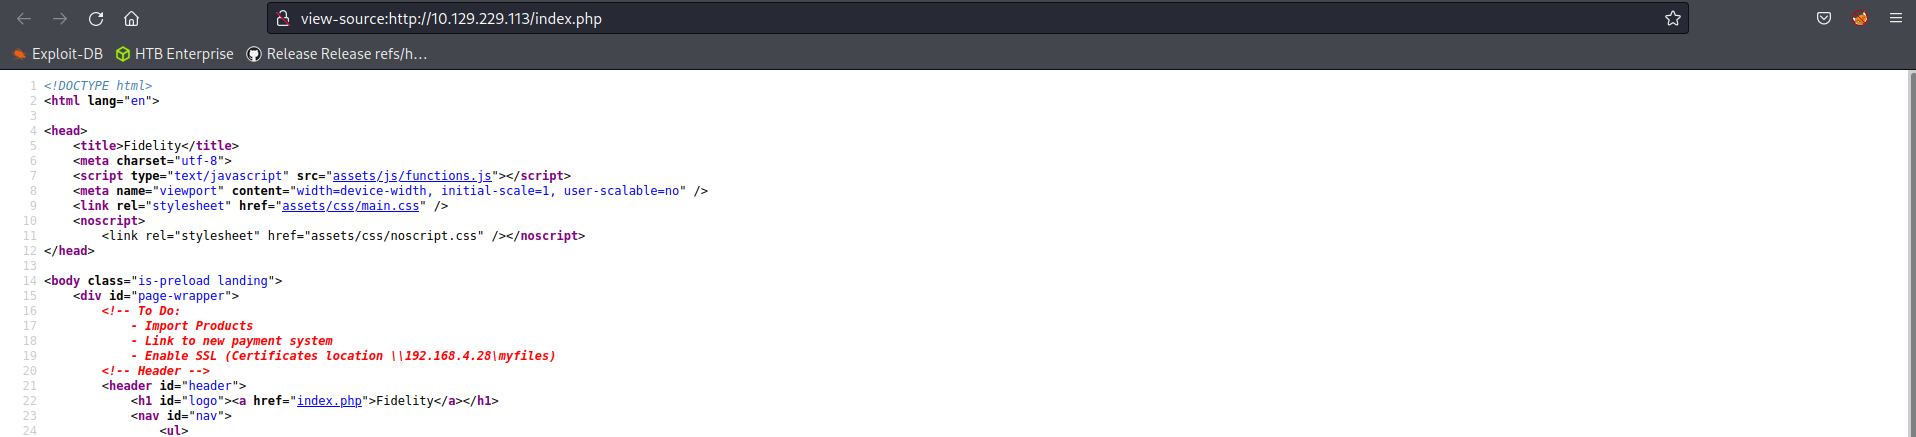 view-source:http://10.129.229.113/index.php
Exploit-DB HTB Enterprise Release Release refs/h...
1 <!DOCTYPE html>
2 <html lang="en">
3
4 <head>
5 <title>Fidelity</title>
6 <meta charset="utf-8">
7 <script type="text/javascript" src="assets/js/functions.js"></script>
8 <meta name="viewport" content="width=device-width, initial-scale=1, user-scalable=no" />
9 <link rel="stylesheet" href="assets/css/main.css" />
10 <noscript>
11 <link rel="stylesheet" href="assets/css/noscript.css" /></noscript>
12 </head>
13
14 <body class="is-preload landing">
15 <div id="page-wrapper">
16 <!-- To Do:
17 - Import Products
18 - Link to new payment system
19 - Enable SSL (Certificates location \\192.168.4.28\myfiles)
20 <!-- Header -->
21 <header id="header">
22 <h1 id="logo"><a href="index.php">Fidelity</a></h1>
23 <nav id="nav">
24 <ul>